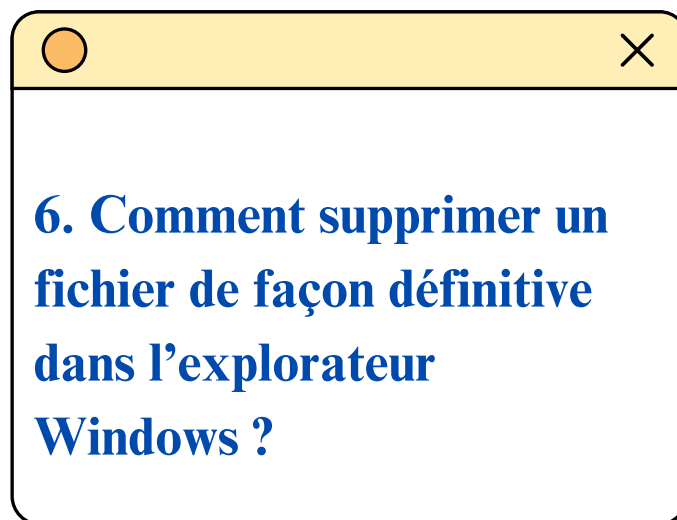 6. Comment supprimer un
fichier de façon définitive
dans l’explorateur
Windows ?